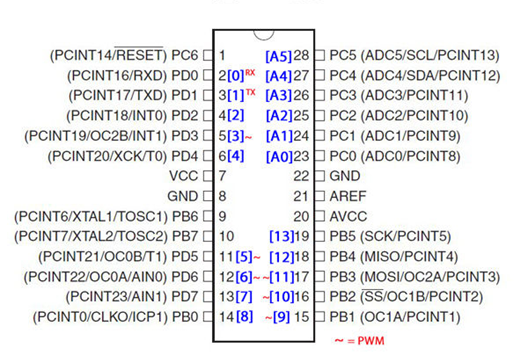 (PCINT14/RESET) PC6 1 [A5] 28 PC5 (ADC5/SCL/PCINT13)
(PCINT16/RXD) PD0 2 [0] RX [A4] 27 PC4 (ADC4/SDA/PCINT12)
(PCINT17/TXD) PD1 3 [1] TX [A3] 26 PC3 (ADC3/PCINT11)
(PCINT18/INT0) PD2 4 [2] [A2] 25 PC2 (ADC2/PCINT10)
(PCINT19/OC2B/INT1) PD3 5 [3] ~ [A1] 24 PC1 (ADC1/PCINT9)
(PCINT20/XCK/T0) PD4 6 [4] [A0] 23 PC0 (ADC0/PCINT8)
VCC 7 22 GND
GND 8 21 AREF
(PCINT6/XTAL1/TOSC1) PB6 9 20 AVCC
(PCINT7/XTAL2/TOSC2) PB7 10 [13] 19 PB5 (SCK/PCINT5)
(PCINT21/OC0B/T1) PD5 11 [5] ~ [12] 18 PB4 (MISO/PCINT4)
(PCINT22/OC0A/AIN0) PD6 12 [6] ~ ~ [11] 17 PB3 (MOSI/OC2A/PCINT3)
(PCINT23/AIN1) PD7 13 [7] ~ [10] 16 PB2 (SS/OC1B/PCINT2)
(PCINT0/CLKO/ICP1) PB0 14 [8] ~ [9] 15 PB1 (OC1A/PCINT1)
~ = PWM